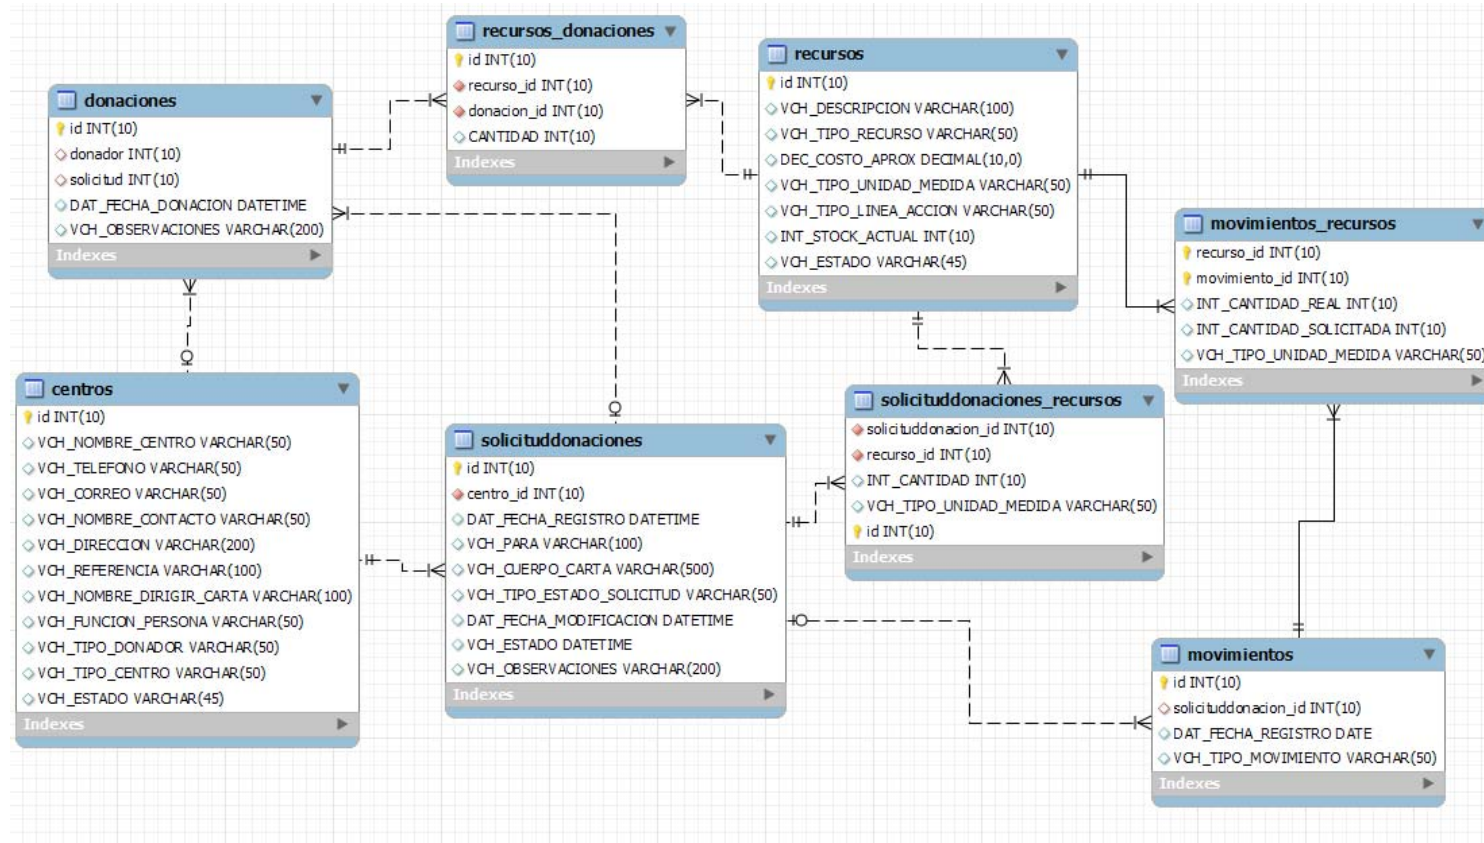 recursos_donaciones
id INT(10)
recurso_id INT(10)
donacion_id INT(10)
CANTIDAD INT(10)
Indexes
recursos
id INT(10)
VCH_DESCRIPCION VARCHAR(100)
VCH_TIPO_RECURSO VARCHAR(50)
DEC_COSTO_APROX DECIMAL(10,0)
VCH_TIPO_UNIDAD_MEDIDA VARCHAR(50)
VCH_TIPO_LINEA_ACCION VARCHAR(50)
INT_STOCK_ACTUAL INT(10)
VCH_ESTADO VARCHAR(45)
Indexes
donaciones
id INT(10)
donador INT(10)
solicitud INT(10)
DAT_FECHA_DONACION DATETIME
VCH_OBSERVACIONES VARCHAR(200)
Indexes
movimientos_recursos
recurso_id INT(10)
movimiento_id INT(10)
INT_CANTIDAD_REAL INT(10)
INT_CANTIDAD_SOLICITADA INT(10)
VCH_TIPO_UNIDAD_MEDIDA VARCHAR(50)
Indexes
centros
id INT(10)
VCH_NOMBRE_CENTRO VARCHAR(50)
VCH_TELEFONO VARCHAR(50)
VCH_CORREO VARCHAR(50)
VCH_NOMBRE_CONTACTO VARCHAR(50)
VCH_DIRECCION VARCHAR(200)
VCH_REFERENCIA VARCHAR(100)
VCH_NOMBRE_DIRIGIR_CARTA VARCHAR(100)
VCH_FUNCION_PERSONA VARCHAR(50)
VCH_TIPO_DONADOR VARCHAR(50)
VCH_TIPO_CENTRO VARCHAR(50)
VCH_ESTADO VARCHAR(45)
Indexes
solicituddonaciones
id INT(10)
centro_id INT(10)
DAT_FECHA_REGISTRO DATETIME
VCH_PARA VARCHAR(100)
VCH_CUERPO_CARTA VARCHAR(500)
VCH_TIPO_ESTADO_SOLICITUD VARCHAR(50)
DAT_FECHA_MODIFICACION DATETIME
VCH_ESTADO DATETIME
VCH_OBSERVACIONES VARCHAR(200)
Indexes
solicituddonaciones_recursos
solicituddonacion_id INT(10)
recurso_id INT(10)
INT_CANTIDAD INT(10)
VCH_TIPO_UNIDAD_MEDIDA VARCHAR(50)
id INT(10)
Indexes
movimientos
id INT(10)
solicituddonacion_id INT(10)
DAT_FECHA_REGISTRO DATE
VCH_TIPO_MOVIMIENTO VARCHAR(50)
Indexes